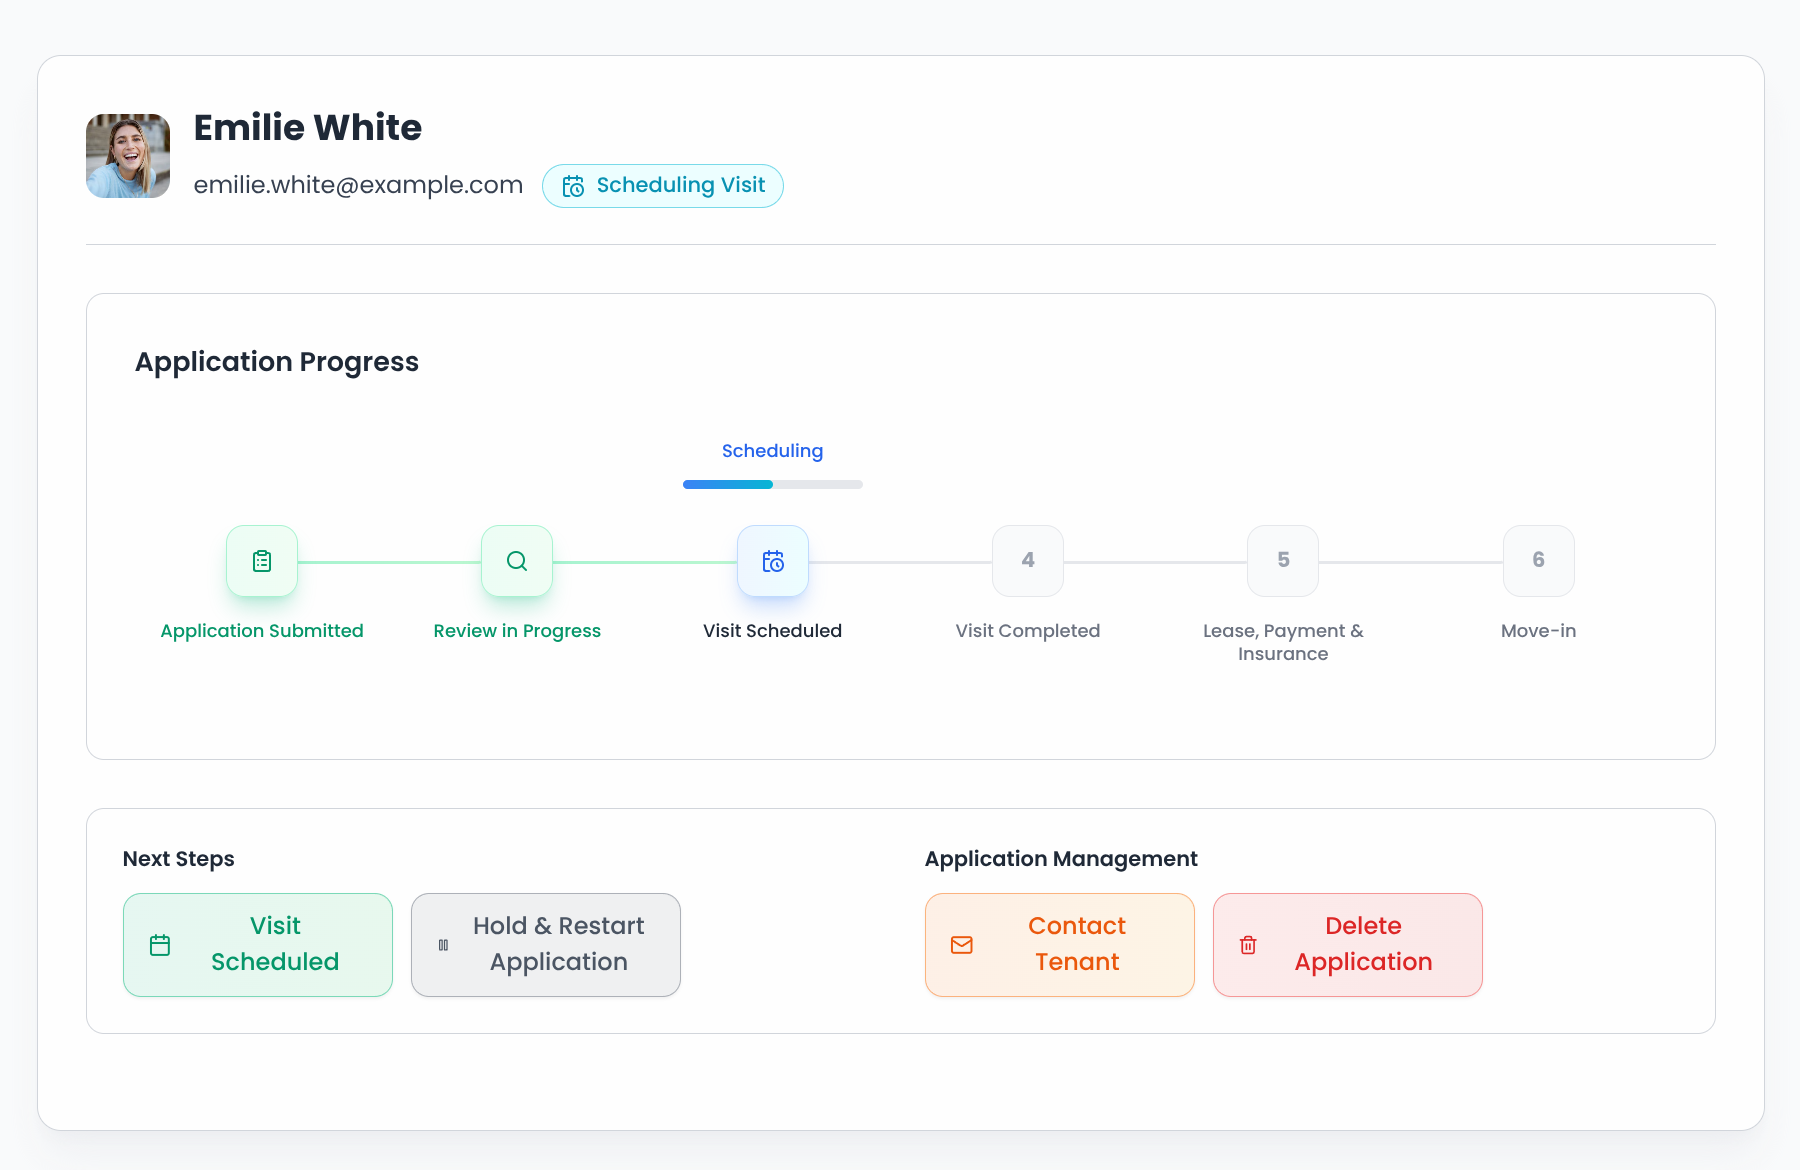 Emilie White
emilie.white@example.com
Scheduling Visit
Application Progress
Scheduling
4
5
6
Application Submitted
Review in Progress
Visit Scheduled
Visit Completed
Lease, Payment &
Insurance
Move-in
Next Steps
Visit
Scheduled
Hold & Restart
Application
Application Management
Contact
Tenant
Delete
Application